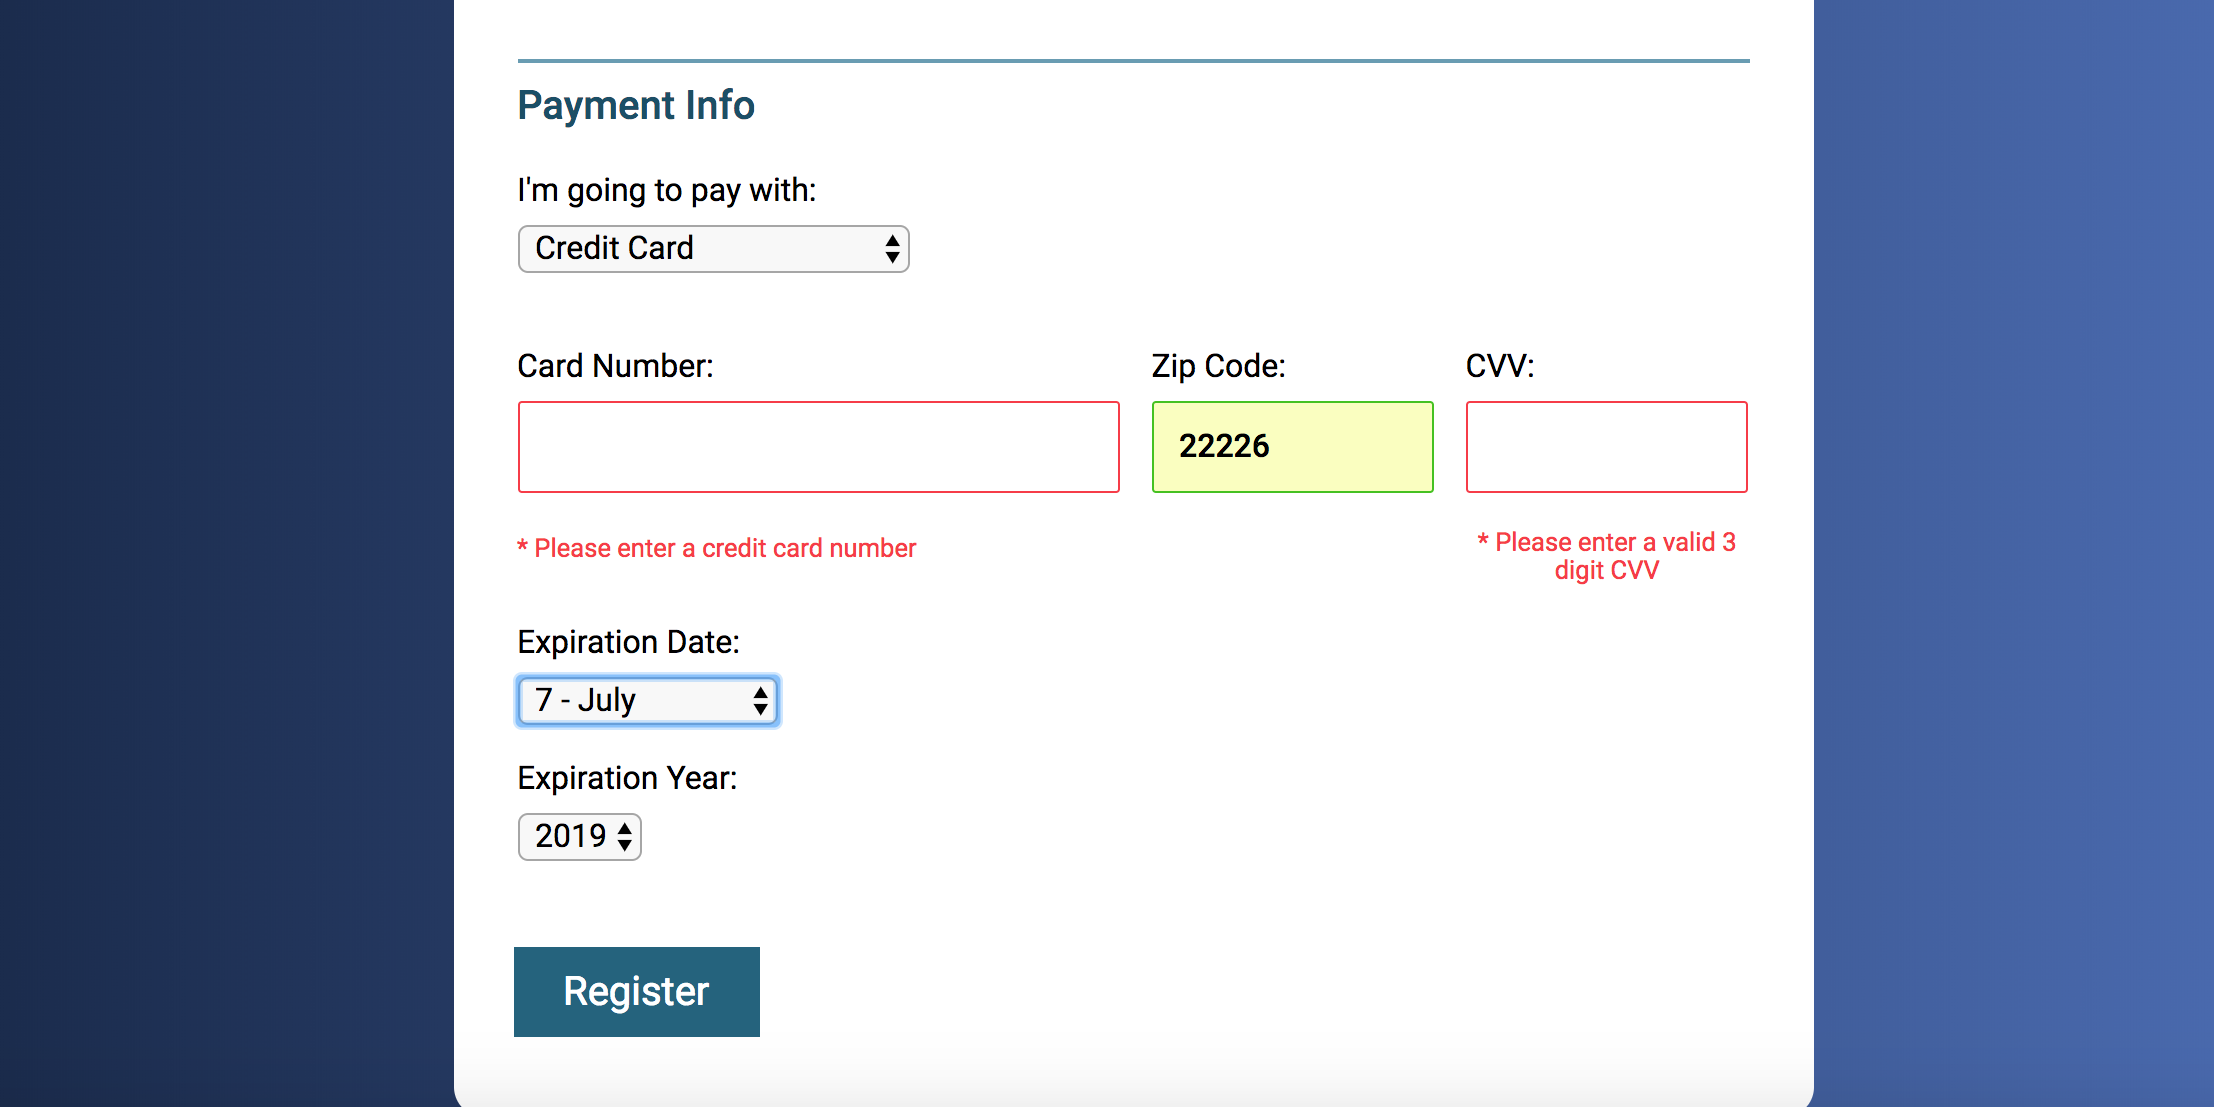 Payment Info
I'm going to pay with:
Credit Card
Card Number:
Zip Code:
CVV:
22226
* Please enter a credit card number
* Please enter a valid 3
digit CVV
Expiration Date:
7 - July
Expiration Year:
2019
Register